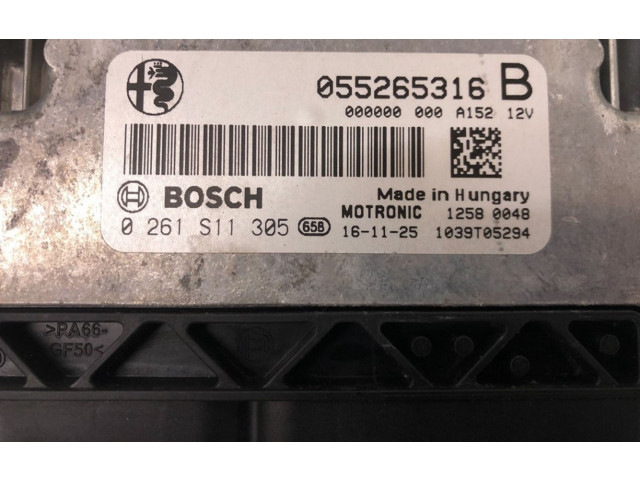 055265316 B
000000 000 A152 12V
BOSCH
Made in Hungary
0 261 S11 305 65B
MOTRONIC 1258 0048
16-11-25 1039T05294
>PA66-
GF50<